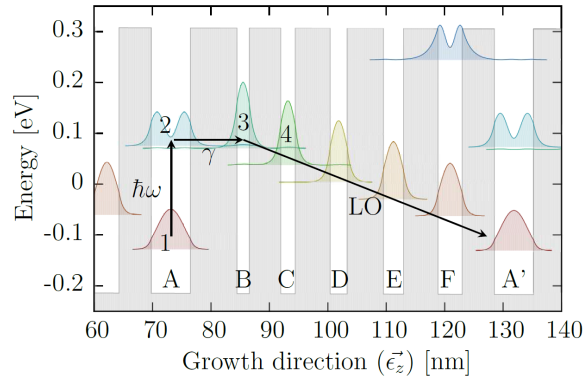 0.3
0.2
0.1
0
-0.1
-0.2
Energy [eV]
2
3
4
γ
ℏω
LO
1
A
B
C
D
E
F
A'
60
70
80
90
100
110
120
130
140
Growth direction (ϵ⃗_z) [nm]